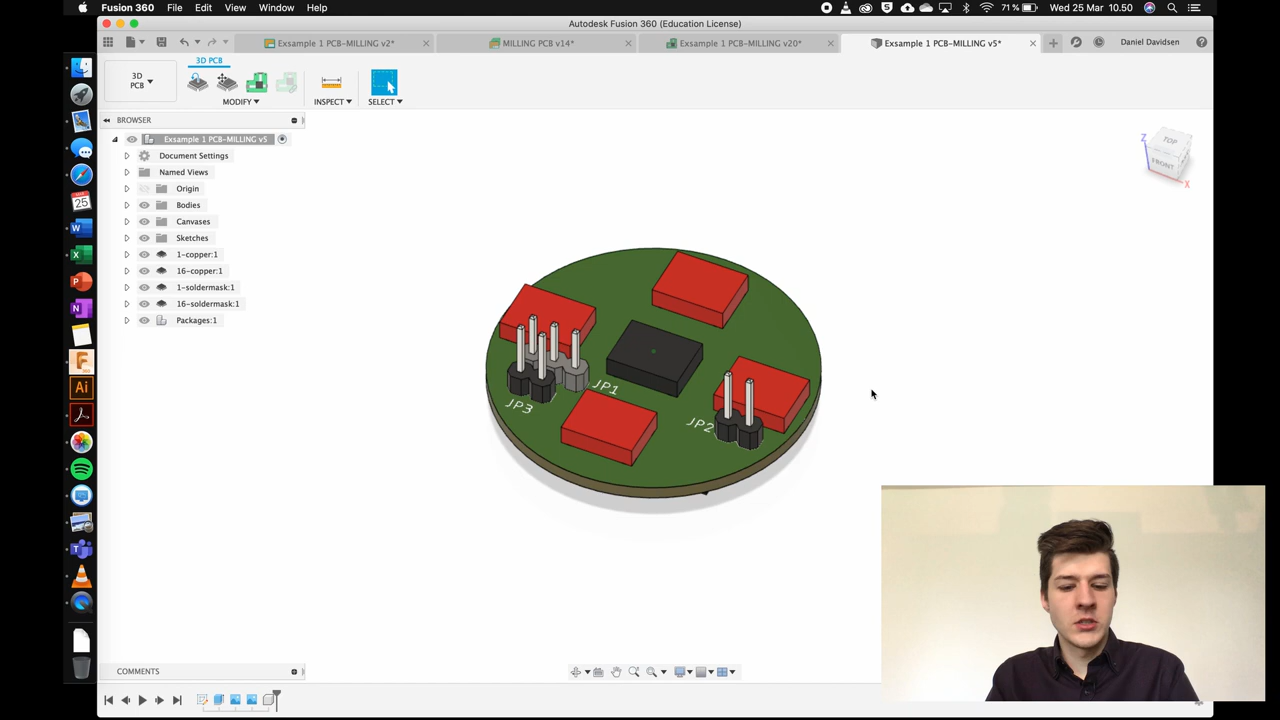 Fusion 360 File Edit View Window Help 71 % Wed 25 Mar 10.50
Autodesk Fusion 360 (Education License)
Exsample 1 PCB-MILLING v2* MILLING PCB v14* Exsample 1 PCB-MILLING v20* Exsample 1 PCB-MILLING v5* Daniel Davidsen
3D PCB
3D
PCB
MODIFY INSPECT SELECT
BROWSER
Exsample 1 PCB-MILLING v5
Document Settings
Named Views
Origin
Bodies
Canvases
Sketches
1-copper:1
16-copper:1
1-soldermask:1
16-soldermask:1
Packages:1
TOP
FRONT
Z
X
JP1
JP3
JP2
COMMENTS